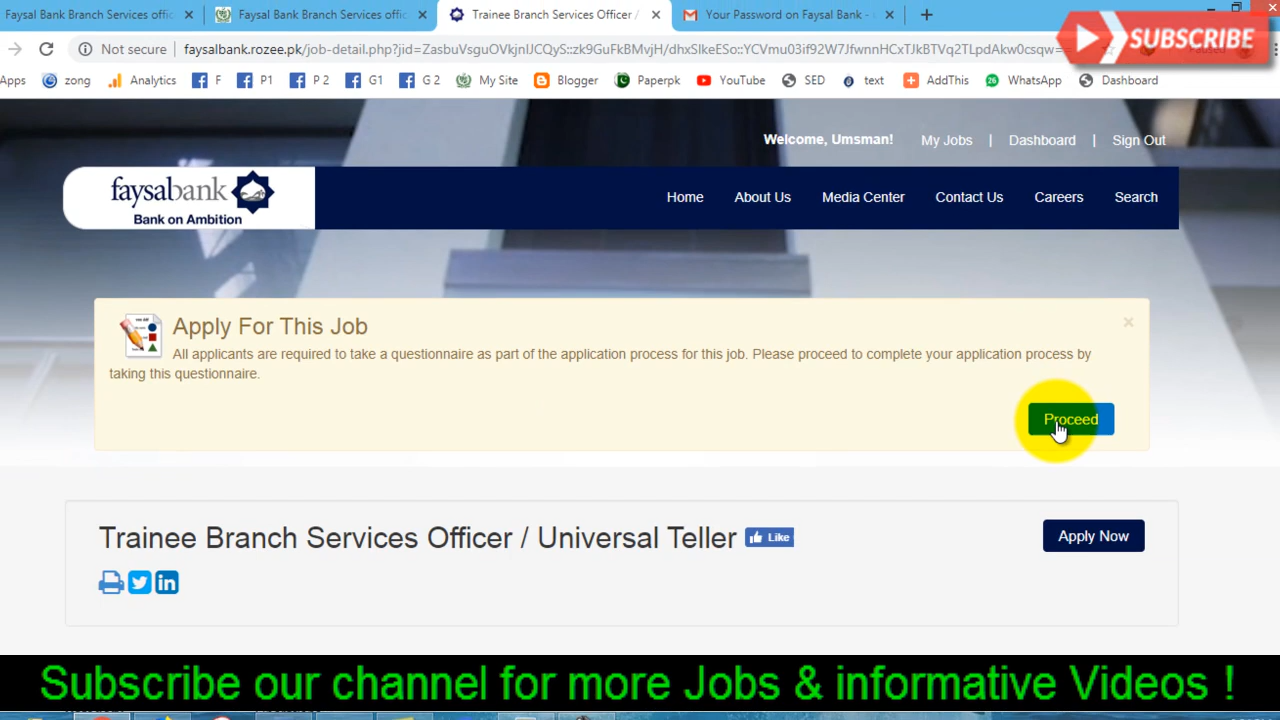 Faysal Bank Branch Services offic ×
Faysal Bank Branch Services offic ×
Trainee Branch Services Officer / ×
Your Password on Faysal Bank - ×
SUBSCRIBE
Not secure | faysalbank.rozee.pk/job-detail.php?jid=
Apps zong Analytics F P1 P 2 G1 G 2 My Site Blogger Paperpk YouTube SED text AddThis WhatsApp Dashboard
Welcome, Umsman! My Jobs | Dashboard | Sign Out
faysabank
Bank on Ambition
Home About Us Media Center Contact Us Careers Search
Apply For This Job ×
All applicants are required to take a questionnaire as part of the application process for this job. Please proceed to complete your application process by
taking this questionnaire.
Proceed
Trainee Branch Services Officer / Universal Teller Like
Apply Now
Subscribe our channel for more Jobs & informative Videos !